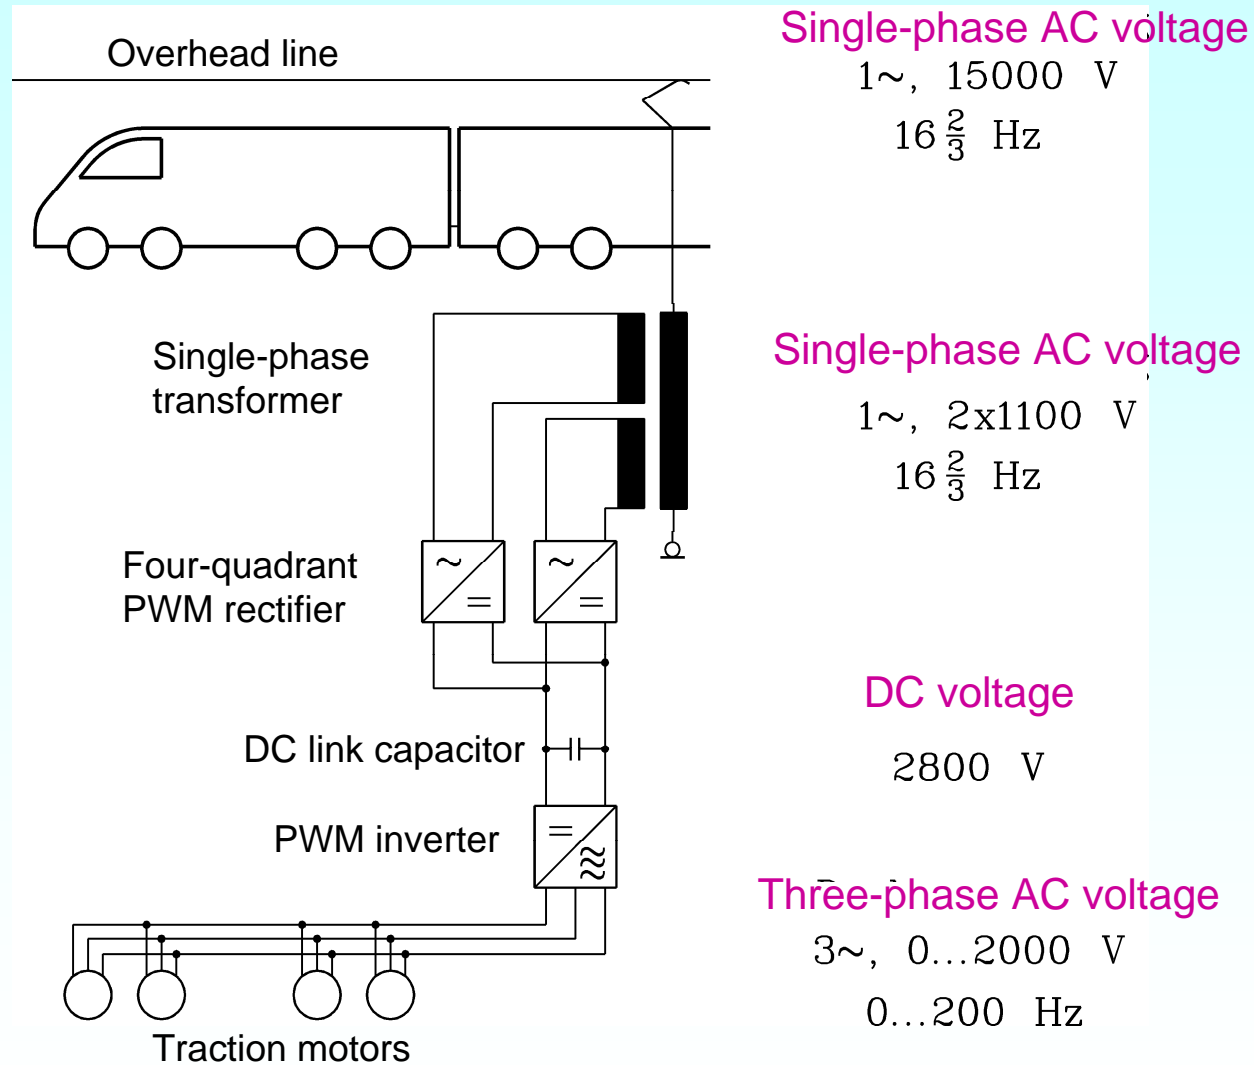 Single-phase AC voltage
Overhead line
1~, 15000 V
16 2/3 Hz
Single-phase
transformer
Single-phase AC voltage
1~, 2x1100 V
16 2/3 Hz
Four-quadrant
PWM rectifier
~
=
~
=
DC voltage
DC link capacitor
2800 V
PWM inverter
=
≋
Three-phase AC voltage
3~, 0...2000 V
0...200 Hz
Traction motors